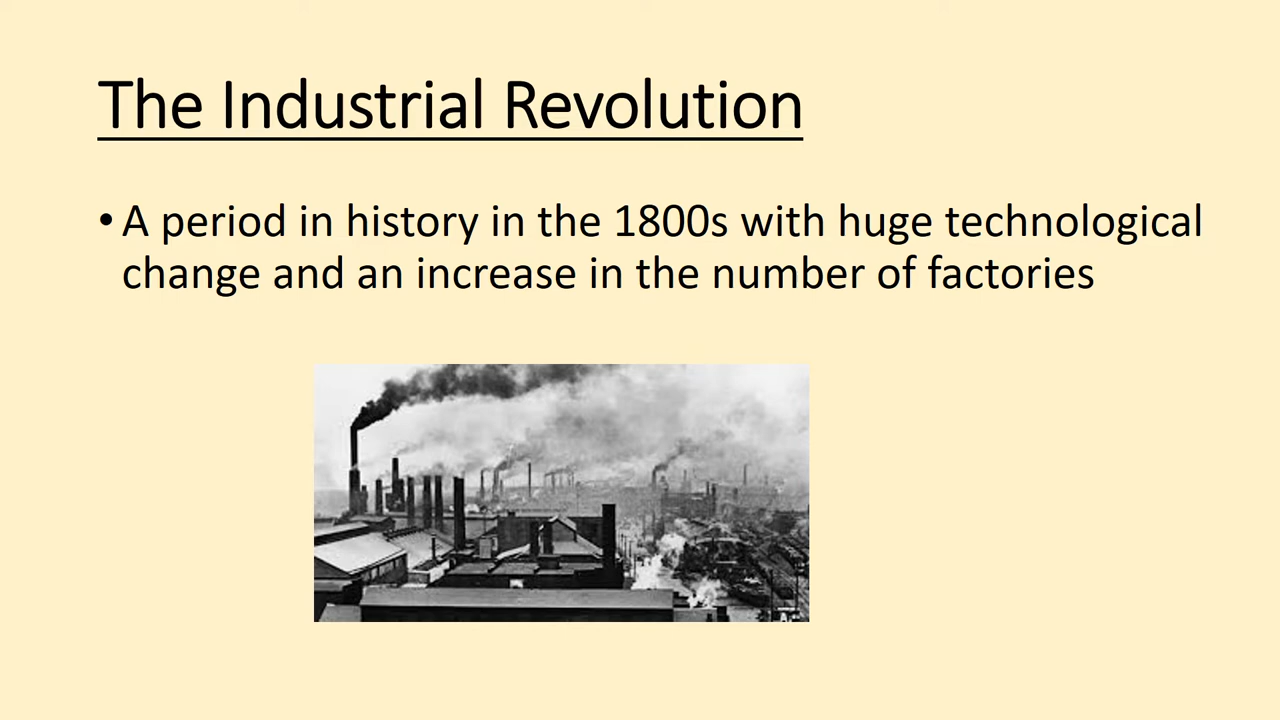 The Industrial Revolution
• A period in history in the 1800s with huge technological
change and an increase in the number of factories